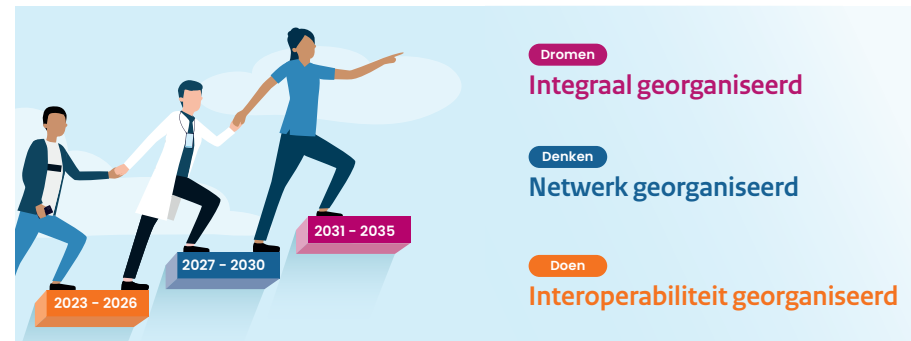 2023 - 2026
2027 - 2030
2031 - 2035
Dromen
Integraal georganiseerd
Denken
Netwerk georganiseerd
Doen
Interoperabiliteit georganiseerd